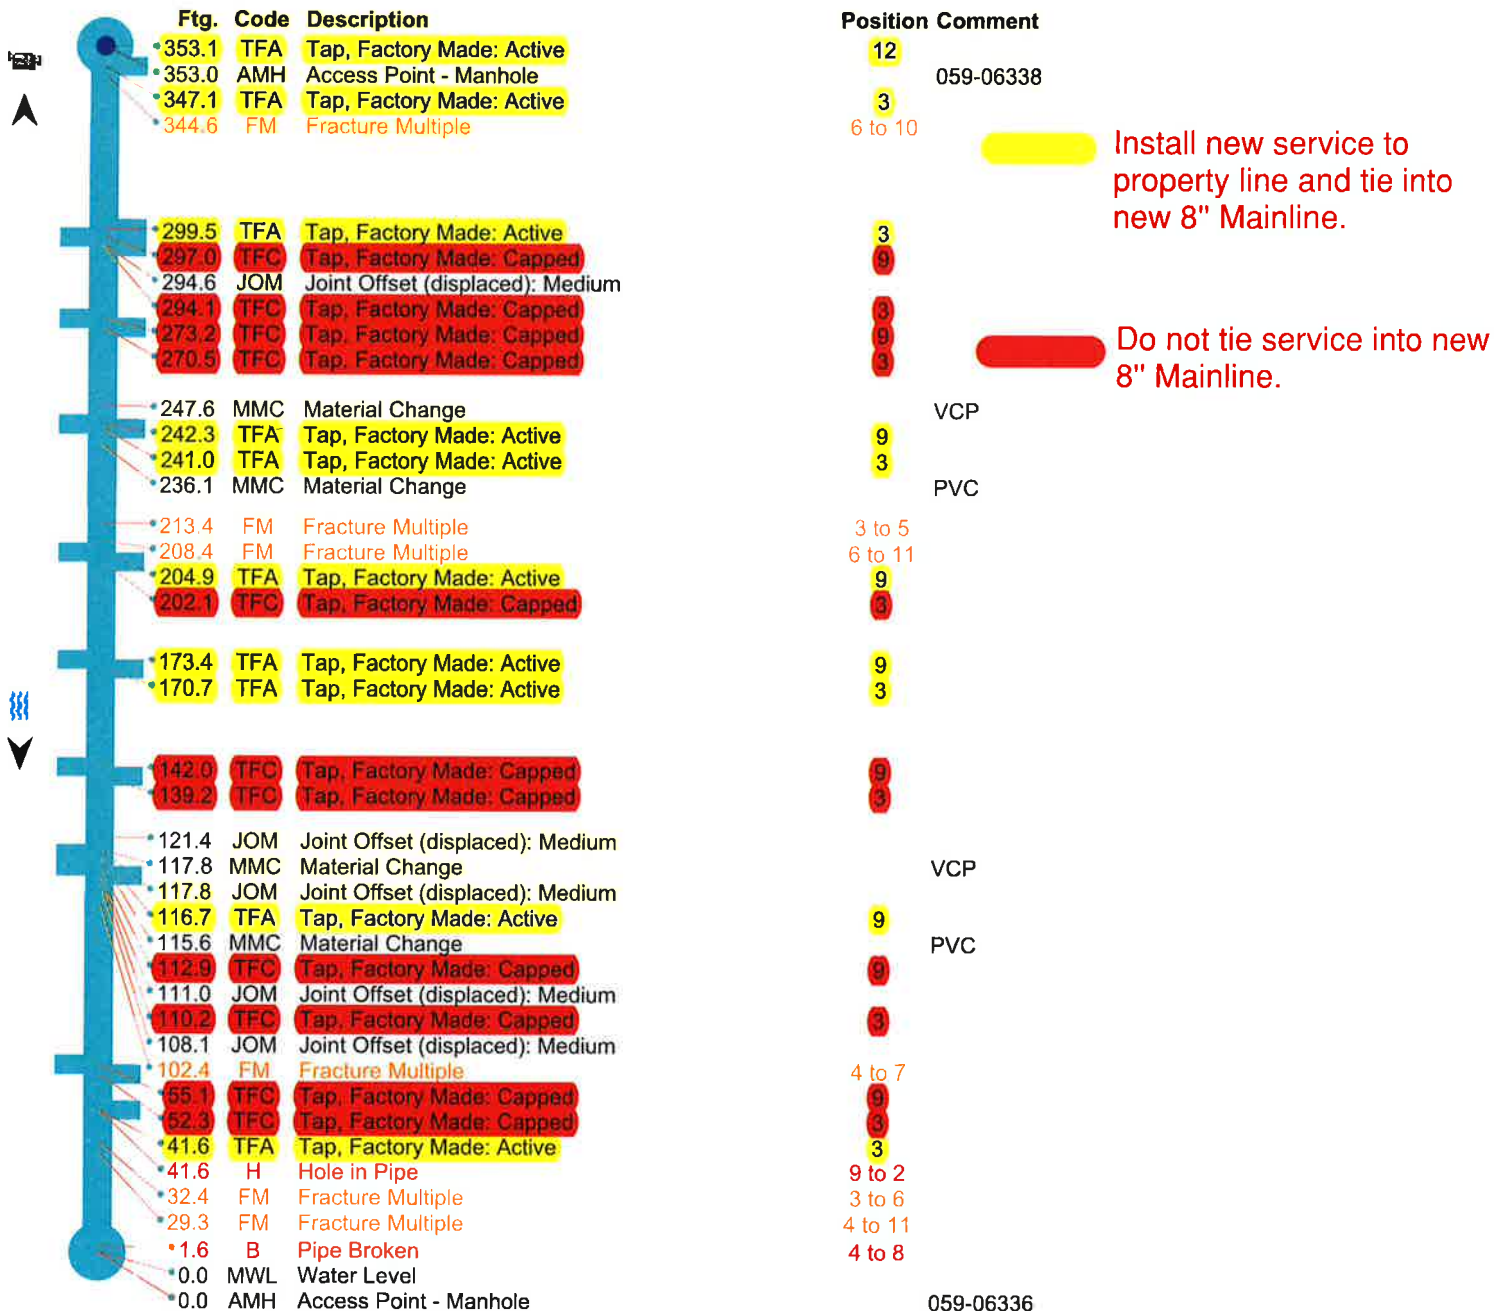 Ftg. Code Description Position Comment
353.1 TFA Tap, Factory Made: Active 12
353.0 AMH Access Point - Manhole 059-06338
347.1 TFA Tap, Factory Made: Active 3
344.6 FM Fracture Multiple 6 to 10
Install new service to
property line and tie into
new 8" Mainline.
299.5 TFA Tap, Factory Made: Active 3
297.0 TFC Tap, Factory Made: Capped 9
294.6 JOM Joint Offset (displaced): Medium
294.1 TFC Tap, Factory Made: Capped 3
273.2 TFC Tap, Factory Made: Capped 9
270.5 TFC Tap, Factory Made: Capped 3
Do not tie service into new
8" Mainline.
247.6 MMC Material Change VCP
242.3 TFA Tap, Factory Made: Active 9
241.0 TFA Tap, Factory Made: Active 3
236.1 MMC Material Change PVC
213.4 FM Fracture Multiple 3 to 5
208.4 FM Fracture Multiple 6 to 11
204.9 TFA Tap, Factory Made: Active 9
202.1 TFC Tap, Factory Made: Capped 3
173.4 TFA Tap, Factory Made: Active 9
170.7 TFA Tap, Factory Made: Active 3
142.0 TFC Tap, Factory Made: Capped 9
139.2 TFC Tap, Factory Made: Capped 3
121.4 JOM Joint Offset (displaced): Medium
117.8 MMC Material Change VCP
117.8 JOM Joint Offset (displaced): Medium
116.7 TFA Tap, Factory Made: Active 9
115.6 MMC Material Change PVC
112.9 TFC Tap, Factory Made: Capped 9
111.0 JOM Joint Offset (displaced): Medium
110.2 TFC Tap, Factory Made: Capped 3
108.1 JOM Joint Offset (displaced): Medium
102.4 FM Fracture Multiple 4 to 7
55.1 TFC Tap, Factory Made: Capped 9
52.3 TFC Tap, Factory Made: Capped 3
41.6 TFA Tap, Factory Made: Active 3
41.6 H Hole in Pipe 9 to 2
32.4 FM Fracture Multiple 3 to 6
29.3 FM Fracture Multiple 4 to 11
1.6 B Pipe Broken 4 to 8
0.0 MWL Water Level
0.0 AMH Access Point - Manhole 059-06336